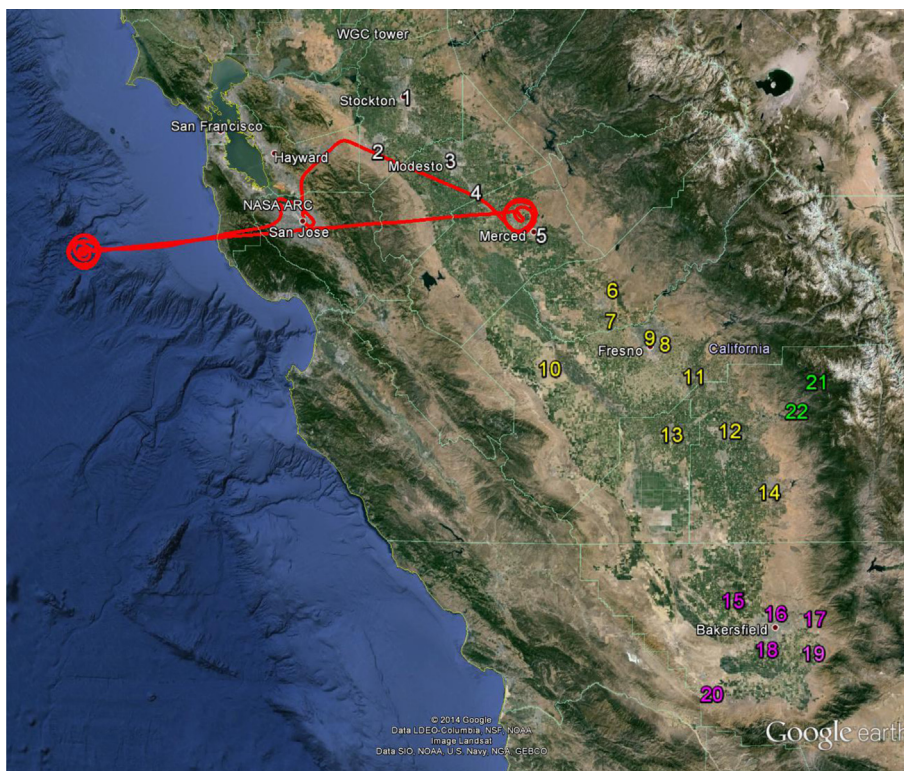 WGC tower
Stockton 1
San Francisco
2
Hayward
Modesto 3
4
NASA ARC
San Jose
Merced 5
6
7
9 8
Fresno
California
10
11
21
22
13 12
14
15
16 17
Bakersfield
18 19
20
© 2014 Google
Data LDEO-Columbia, NSF, NOAA
Image Landsat
Data SIO, NOAA, U.S. Navy, NGA, GEBCO
Google earth